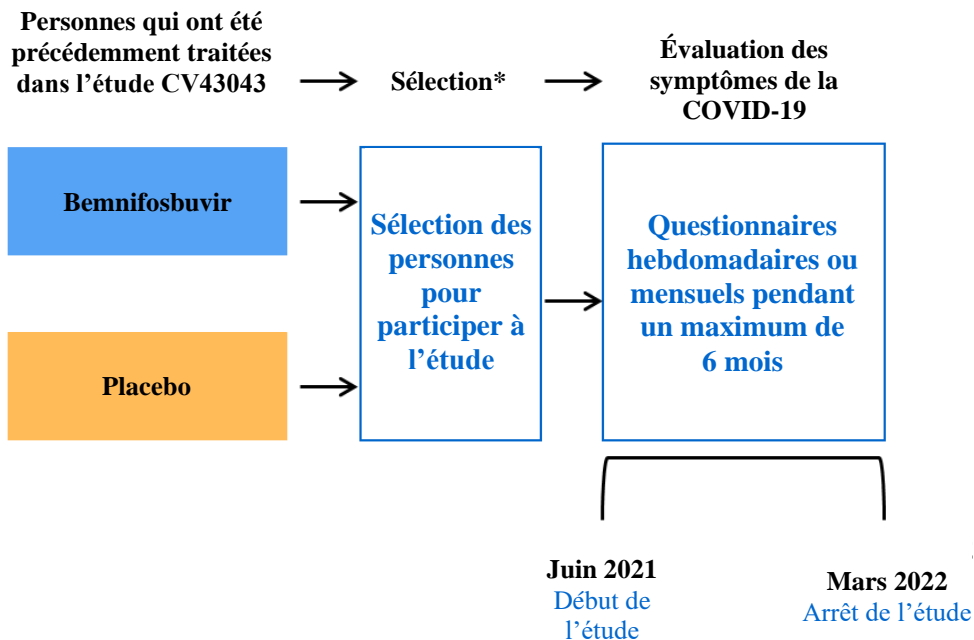 Personnes qui ont été
précédemment traitées
dans l’étude CV43043
Sélection*
Évaluation des
symptômes de la
COVID-19
Bemnifosbuvir
Placebo
Sélection des
personnes
pour
participer à
l’étude
Questionnaires
hebdomadaires ou
mensuels pendant
un maximum de
6 mois
Juin 2021
Début de
l’étude
Mars 2022
Arrêt de l’étude